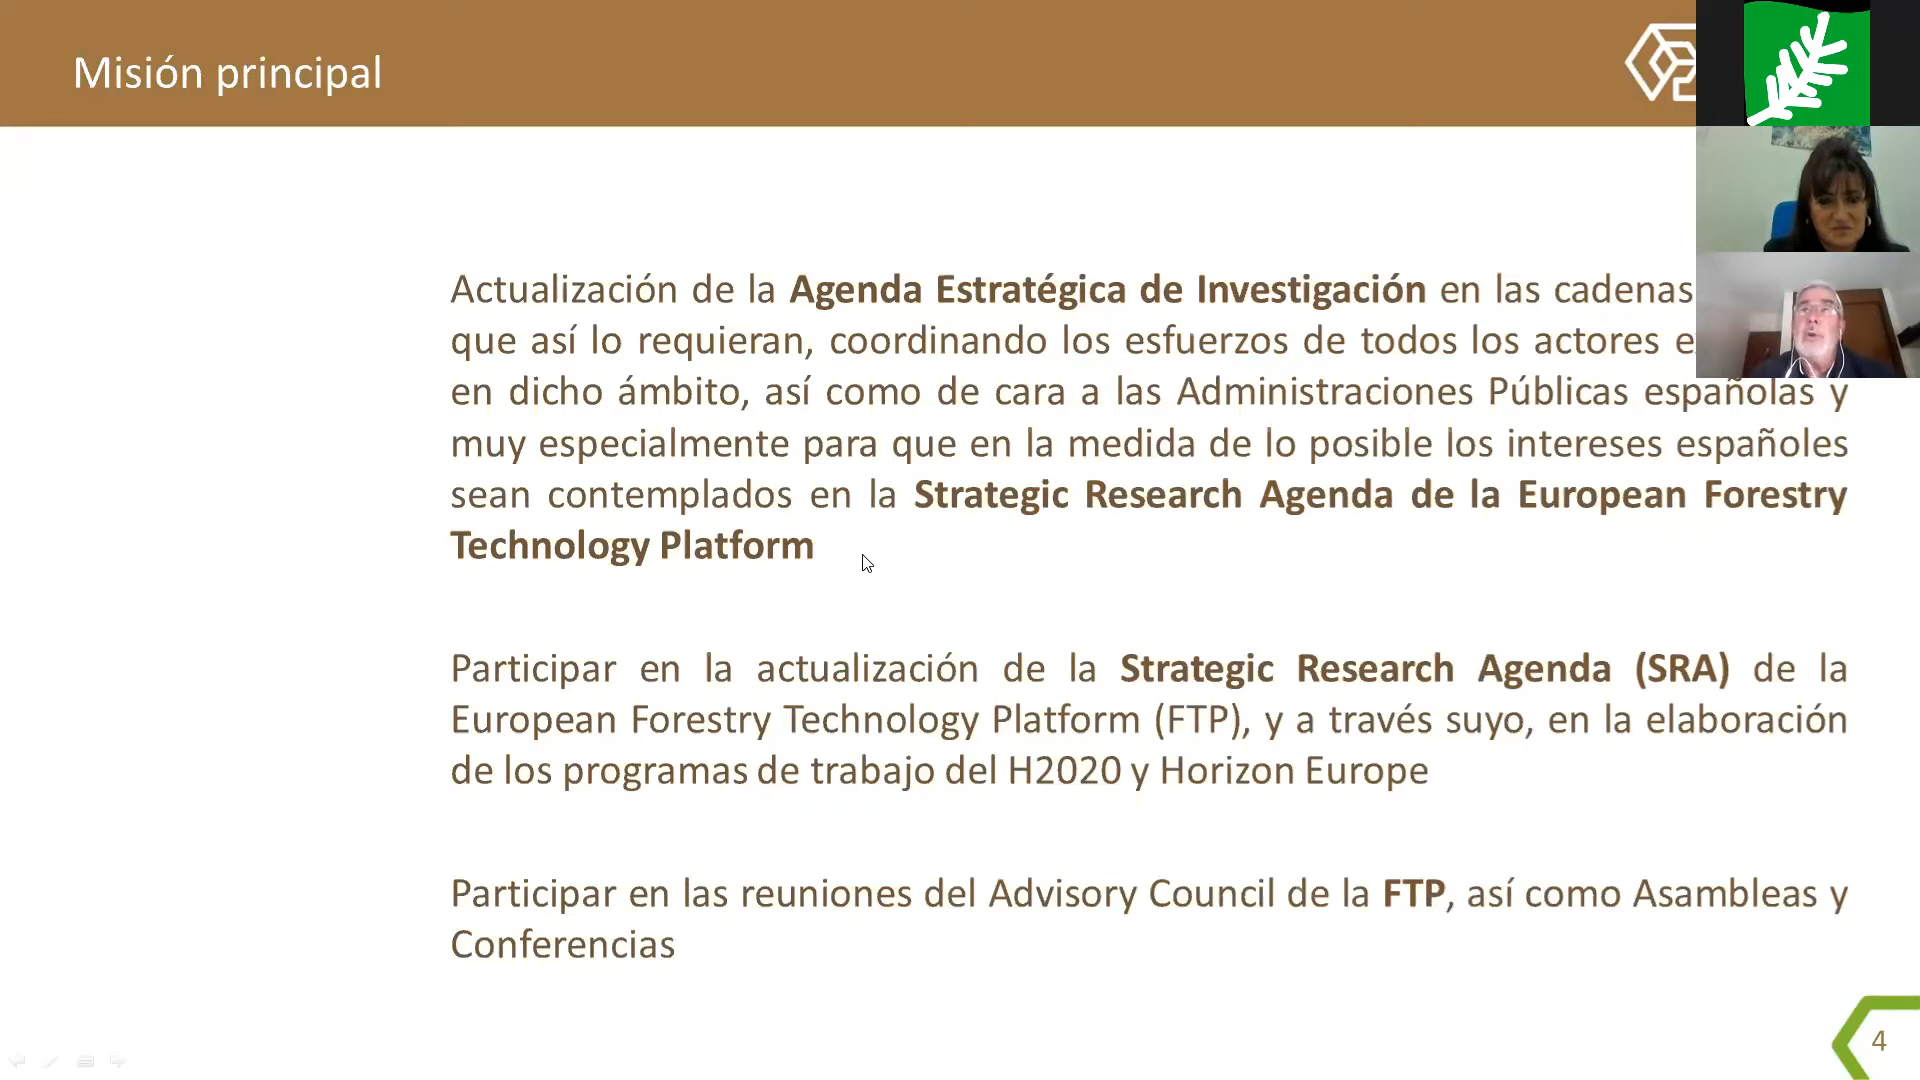 Misión principal
Actualización de la Agenda Estratégica de Investigación en las cadenas
que así lo requieran, coordinando los esfuerzos de todos los actores
en dicho ámbito, así como de cara a las Administraciones Públicas españolas y
muy especialmente para que en la medida de lo posible los intereses españoles
sean contemplados en la Strategic Research Agenda de la European Forestry
Technology Platform
Participar en la actualización de la Strategic Research Agenda (SRA) de la
European Forestry Technology Platform (FTP), y a través suyo, en la elaboración
de los programas de trabajo del H2020 y Horizon Europe
Participar en las reuniones del Advisory Council de la FTP, así como Asambleas y
Conferencias
4